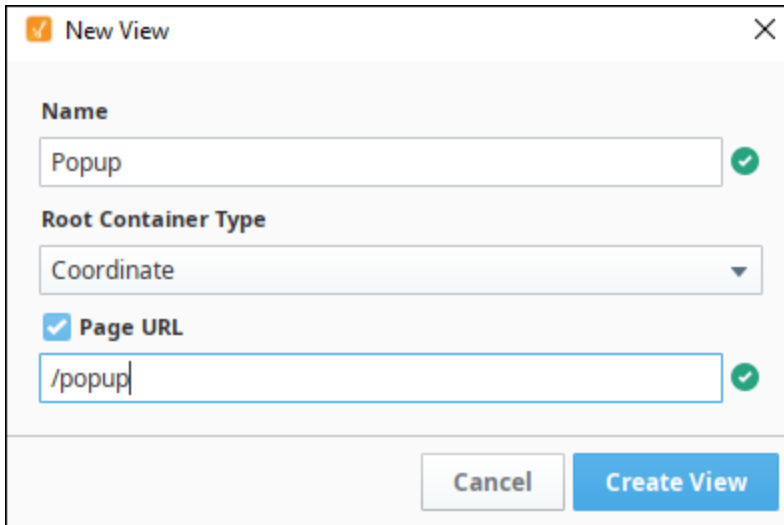 New View
Name
Popup
Root Container Type
Coordinate
Page URL
/popup
Cancel
Create View